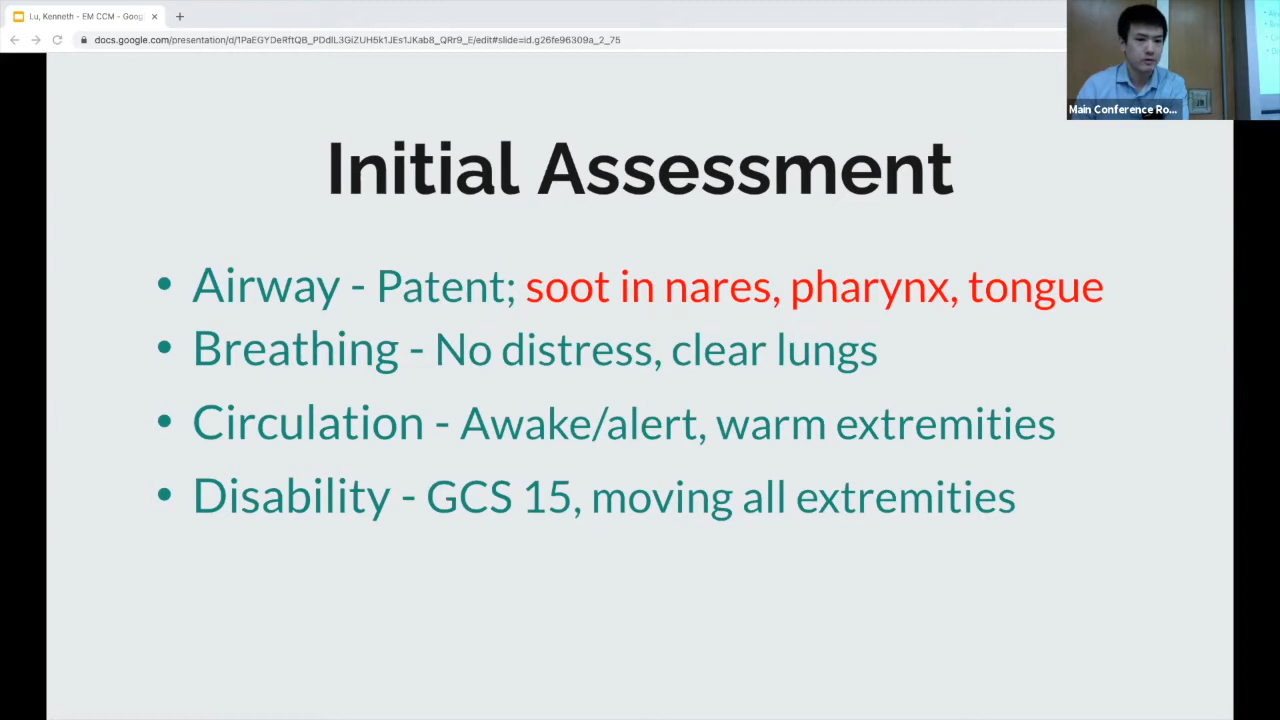 Lu, Kenneth - EM CCM - Goog
docs.google.com/presentation/d/1PaEGYDeRftQB_PDdlL3GiZUH5k1JEs1JKab8_QRr9_E/edit#slide=id.g26fe96309a_2_75
Main Conference Ro...
Initial Assessment
• Airway - Patent; soot in nares, pharynx, tongue
• Breathing - No distress, clear lungs
• Circulation - Awake/alert, warm extremities
• Disability - GCS 15, moving all extremities